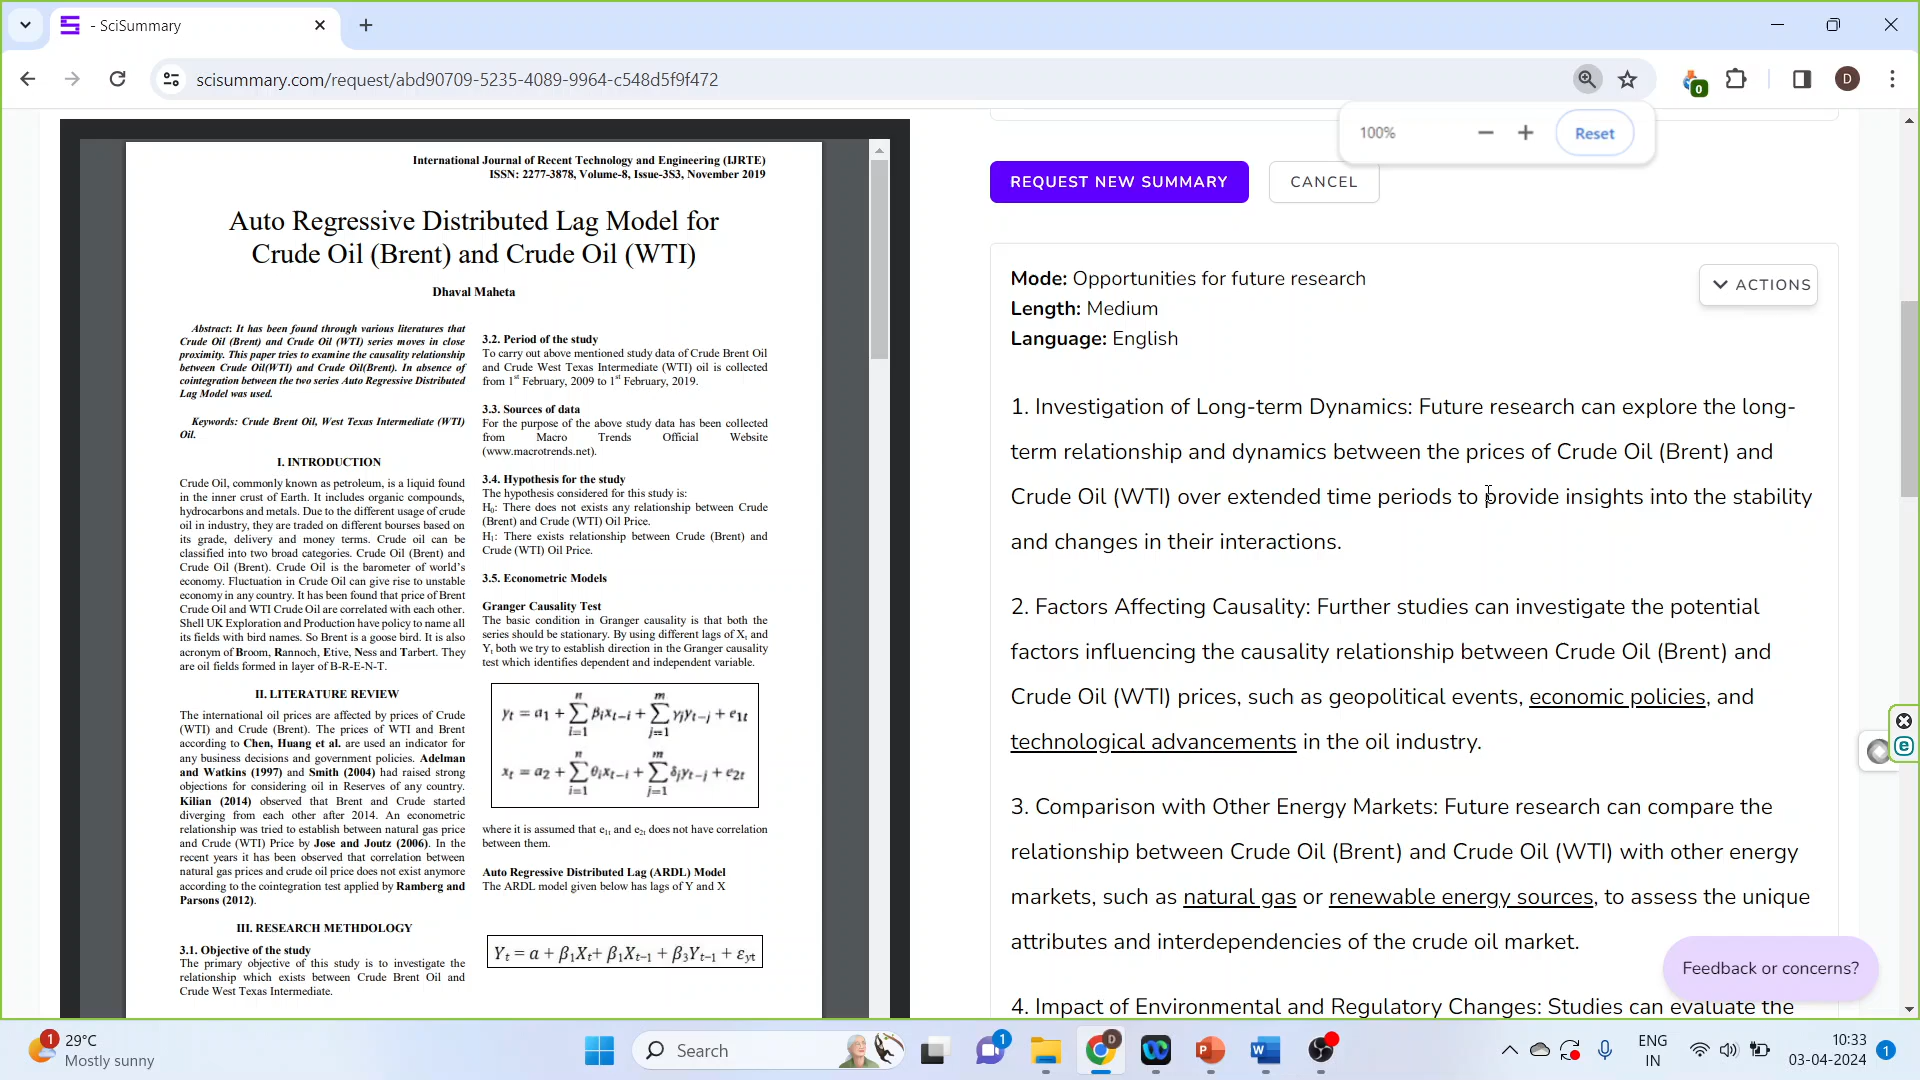 - SciSummary
scisummary.com/request/abd90709-5235-4089-9964-c548d5f9f472
0
D
100%
Reset
International Journal of Recent Technology and Engineering (IJRTE)
ISSN: 2277-3878, Volume-8, Issue-3S3, November 2019
Auto Regressive Distributed Lag Model for
Crude Oil (Brent) and Crude Oil (WTI)
Dhaval Maheta
Abstract: It has been found through various literatures that
Crude Oil (Brent) and Crude Oil (WTI) series moves in close
proximity. This paper tries to examine the causality relationship
between Crude Oil(WTI) and Crude Oil(Brent). In absence of
cointegration between the two series Auto Regressive Distributed
Lag Model was used.
Keywords: Crude Brent Oil, West Texas Intermediate (WTI)
Oil.
I. INTRODUCTION
Crude Oil, commonly known as petroleum, is a liquid found
in the inner crust of Earth. It includes organic compounds,
hydrocarbons and metals. Due to the different usage of crude
oil in industry, they are traded on different bourses based on
its grade, delivery and money terms. Crude oil can be
classified into two broad categories. Crude Oil (Brent) and
Crude Oil (Brent). Crude Oil is the barometer of world's
economy. Fluctuation in Crude Oil can give rise to unstable
economy in any country. It has been found that price of Brent
Crude Oil and WTI Crude Oil are correlated with each other.
Shell UK Exploration and Production have policy to name all
its fields with bird names. So Brent is a goose bird. It is also
acronym of Broom, Rannoch, Etive, Ness and Tarbert. They
are oil fields formed in layer of B-R-E-N-T.
II. LITERATURE REVIEW
The international oil prices are affected by prices of Crude
(WTI) and Crude (Brent). The prices of WTI and Brent
according to Chen, Huang et al. are used an indicator for
any business decisions and government policies. Adelman
and Watkins (1997) and Smith (2004) had raised strong
objections for considering oil in Reserves of any country.
Kilian (2014) observed that Brent and Crude started
diverging from each other after 2014. An econometric
relationship was tried to establish between natural gas price
and Crude (WTI) Price by Jose and Joutz (2006). In the
recent years it has been observed that correlation between
natural gas prices and crude oil price does not exist anymore
according to the cointegration test applied by Ramberg and
Parsons (2012).
III. RESEARCH METHDOLOGY
3.1. Objective of the study
The primary objective of this study is to investigate the
relationship which exists between Crude Brent Oil and
Crude West Texas Intermediate.
3.2. Period of the study
To carry out above mentioned study data of Crude Brent Oil
and Crude West Texas Intermediate (WTI) oil is collected
from 1st February, 2009 to 1st February, 2019.
3.3. Sources of data
For the purpose of the above study data has been collected
from Macro Trends Official Website
(www.macrotrends.net).
3.4. Hypothesis for the study
The hypothesis considered for this study is:
H₀: There does not exists any relationship between Crude
(Brent) and Crude (WTI) Oil Price.
H₁: There exists relationship between Crude (Brent) and
Crude (WTI) Oil Price.
3.5. Econometric Models
Granger Causality Test
The basic condition in Granger causality is that both the
series should be stationary. By using different lags of Xt and
Yt both we try to establish direction in the Granger causality
test which identifies dependent and independent variable.
yt = a1 + ∑ n i=1 βixt−i + ∑ m j=1 γjyt−j + e1t
xt = a2 + ∑ n i=1 θixt−i + ∑ m j=1 δjyt−j + e2t
where it is assumed that e1t and e2t does not have correlation
between them.
Auto Regressive Distributed Lag (ARDL) Model
The ARDL model given below has lags of Y and X
Yt = a + β1Xt+ β1Xt−1 + β3Yt−1 + εyt
REQUEST NEW SUMMARY
CANCEL
Mode: Opportunities for future research
ACTIONS
Length: Medium
Language: English
1. Investigation of Long-term Dynamics: Future research can explore the long-
term relationship and dynamics between the prices of Crude Oil (Brent) and
Crude Oil (WTI) over extended time periods to provide insights into the stability
and changes in their interactions.
2. Factors Affecting Causality: Further studies can investigate the potential
factors influencing the causality relationship between Crude Oil (Brent) and
Crude Oil (WTI) prices, such as geopolitical events, economic policies, and
technological advancements in the oil industry.
3. Comparison with Other Energy Markets: Future research can compare the
relationship between Crude Oil (Brent) and Crude Oil (WTI) with other energy
markets, such as natural gas or renewable energy sources, to assess the unique
attributes and interdependencies of the crude oil market.
4. Impact of Environmental and Regulatory Changes: Studies can evaluate the
Feedback or concerns?
1
29°C
Mostly sunny
Search
1
D
ENG
IN
10:33
03-04-2024
1